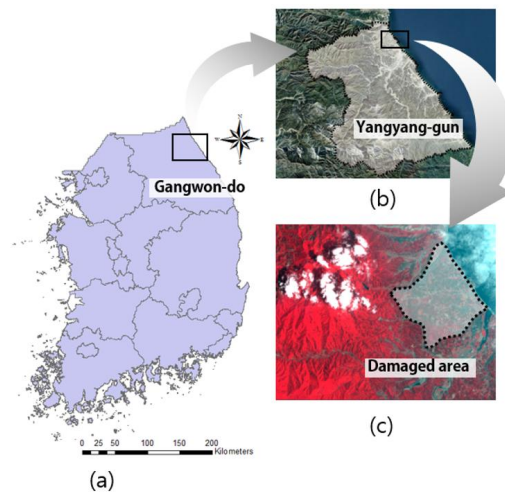 (a)
N
W
E
S
Gangwon-do
0 25 50 100 150 200
Kilometers
Yangyang-gun
(b)
Damaged area
(c)